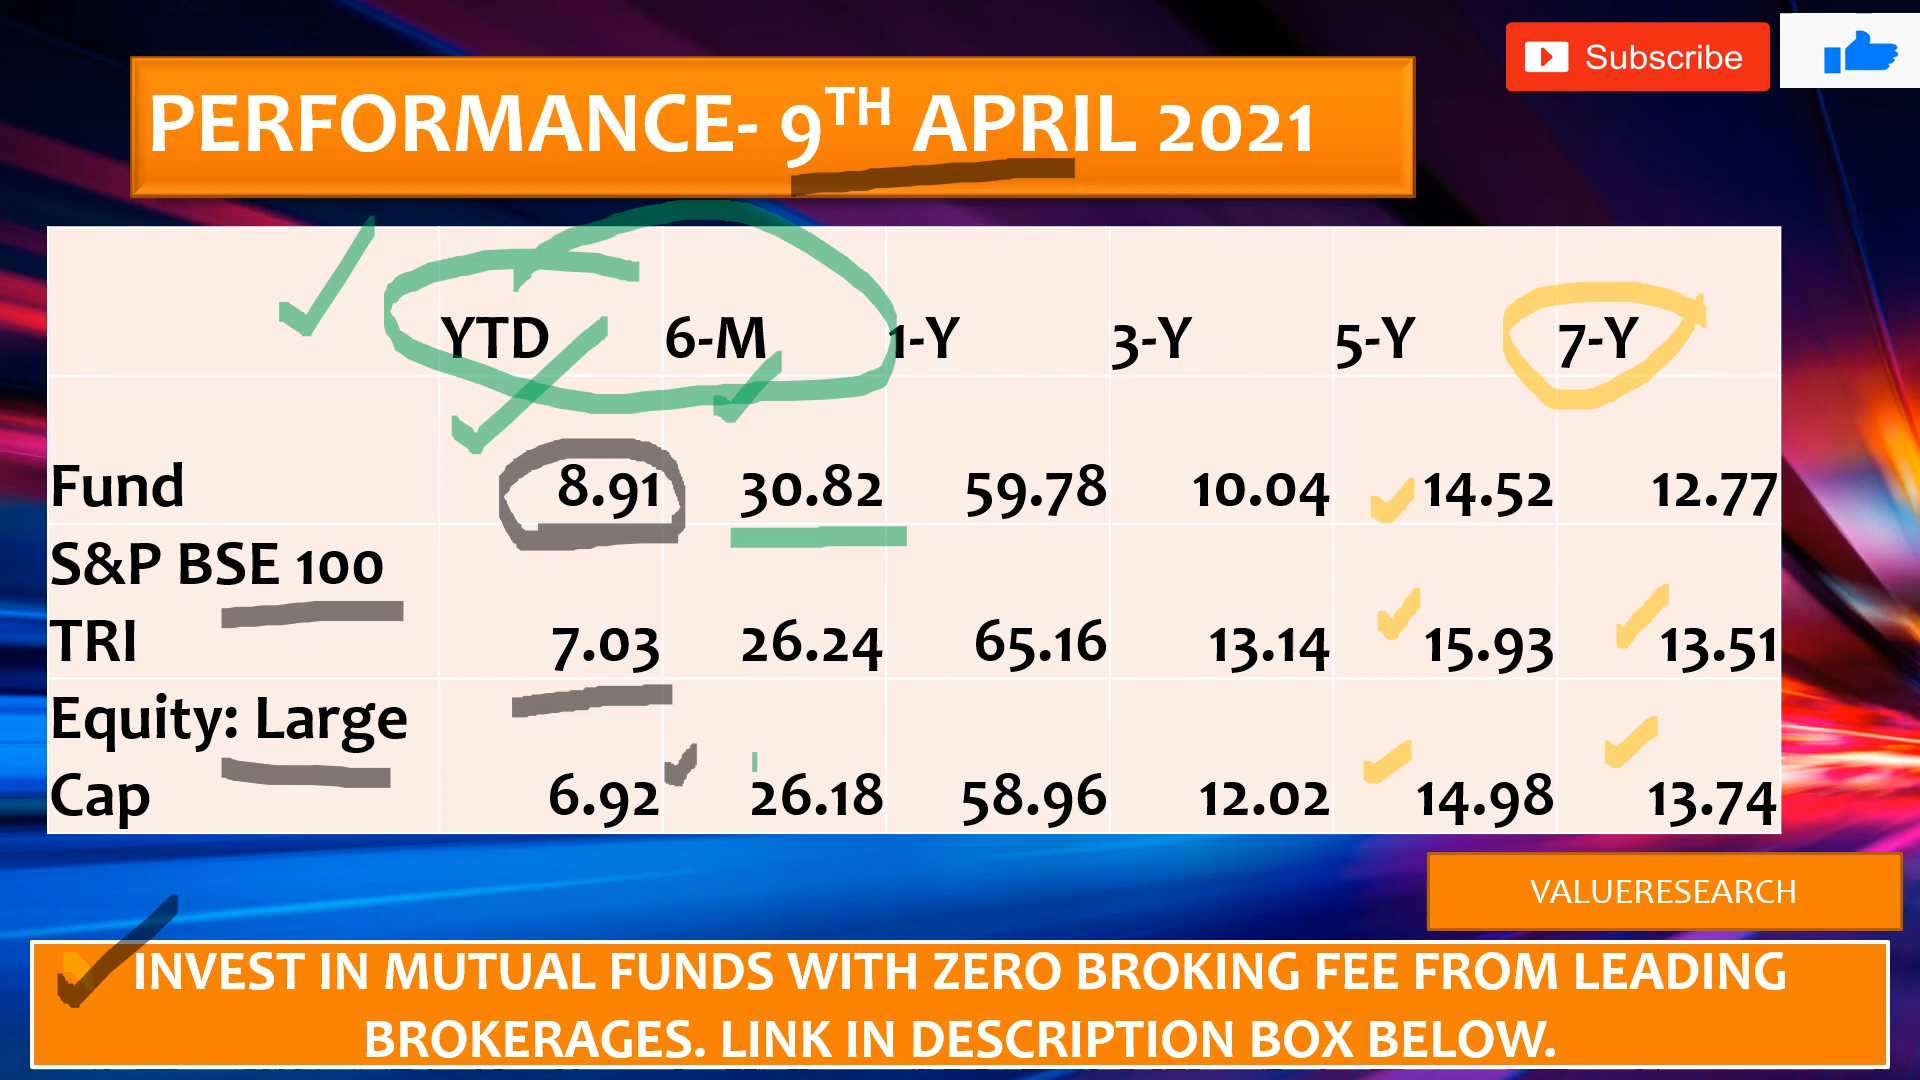 Subscribe
PERFORMANCE- 9TH APRIL 2021
YTD 6-M 1-Y 3-Y 5-Y 7-Y
Fund 8.91 30.82 59.78 10.04 14.52 12.77
S&P BSE 100
TRI 7.03 26.24 65.16 13.14 15.93 13.51
Equity: Large
Cap 6.92 26.18 58.96 12.02 14.98 13.74
VALUERESEARCH
INVEST IN MUTUAL FUNDS WITH ZERO BROKING FEE FROM LEADING
BROKERAGES. LINK IN DESCRIPTION BOX BELOW.